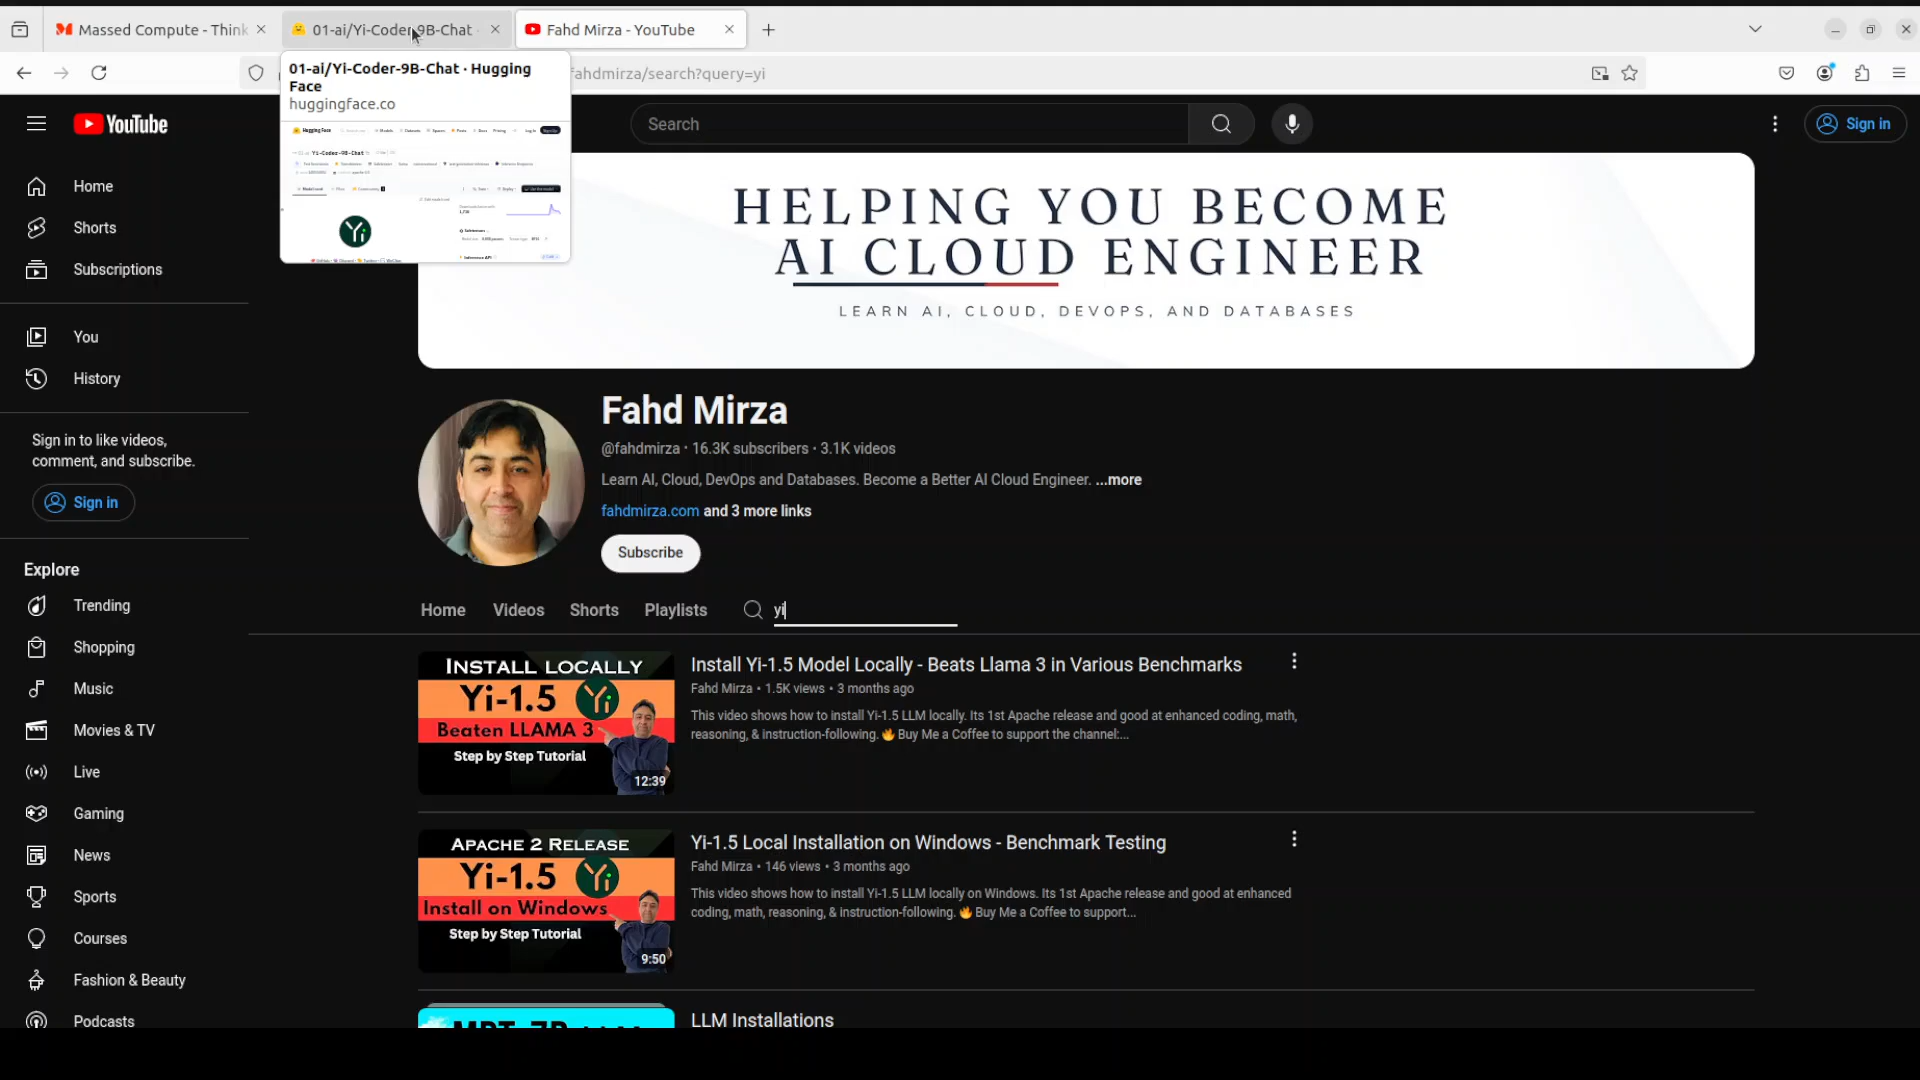 Massed Compute - Think
01-ai/Yi-Coder-9B-Chat
Fahd Mirza - YouTube
01-ai/Yi-Coder-9B-Chat · Hugging
Face
huggingface.co
fahdmirza/search?query=yi
YouTube
Search
Sign in
Home
Shorts
Subscriptions
You
History
Sign in to like videos,
comment, and subscribe.
Sign in
Explore
Trending
Shopping
Music
Movies & TV
Live
Gaming
News
Sports
Courses
Fashion & Beauty
Podcasts
Hugging Face
Yi-Coder-9B-Chat
Yi
HELPING YOU BECOME
AI CLOUD ENGINEER
LEARN AI, CLOUD, DEVOPS, AND DATABASES
Fahd Mirza
@fahdmirza · 16.3K subscribers · 3.1K videos
Learn AI, Cloud, DevOps and Databases. Become a Better AI Cloud Engineer. ...more
fahdmirza.com and 3 more links
Subscribe
Home Videos Shorts Playlists yi
INSTALL LOCALLY
Yi-1.5 Yi
Beaten LLAMA 3
Step by Step Tutorial
12:39
Install Yi-1.5 Model Locally - Beats Llama 3 in Various Benchmarks
Fahd Mirza • 1.5K views • 3 months ago
This video shows how to install Yi-1.5 LLM locally. Its 1st Apache release and good at enhanced coding, math,
reasoning, & instruction-following. 🔥 Buy Me a Coffee to support the channel:...
APACHE 2 RELEASE
Yi-1.5 Yi
Install on Windows
Step by Step Tutorial
9:50
Yi-1.5 Local Installation on Windows - Benchmark Testing
Fahd Mirza • 146 views • 3 months ago
This video shows how to install Yi-1.5 LLM locally on Windows. Its 1st Apache release and good at enhanced
coding, math, reasoning, & instruction-following. 🔥 Buy Me a Coffee to support...
LLM Installations